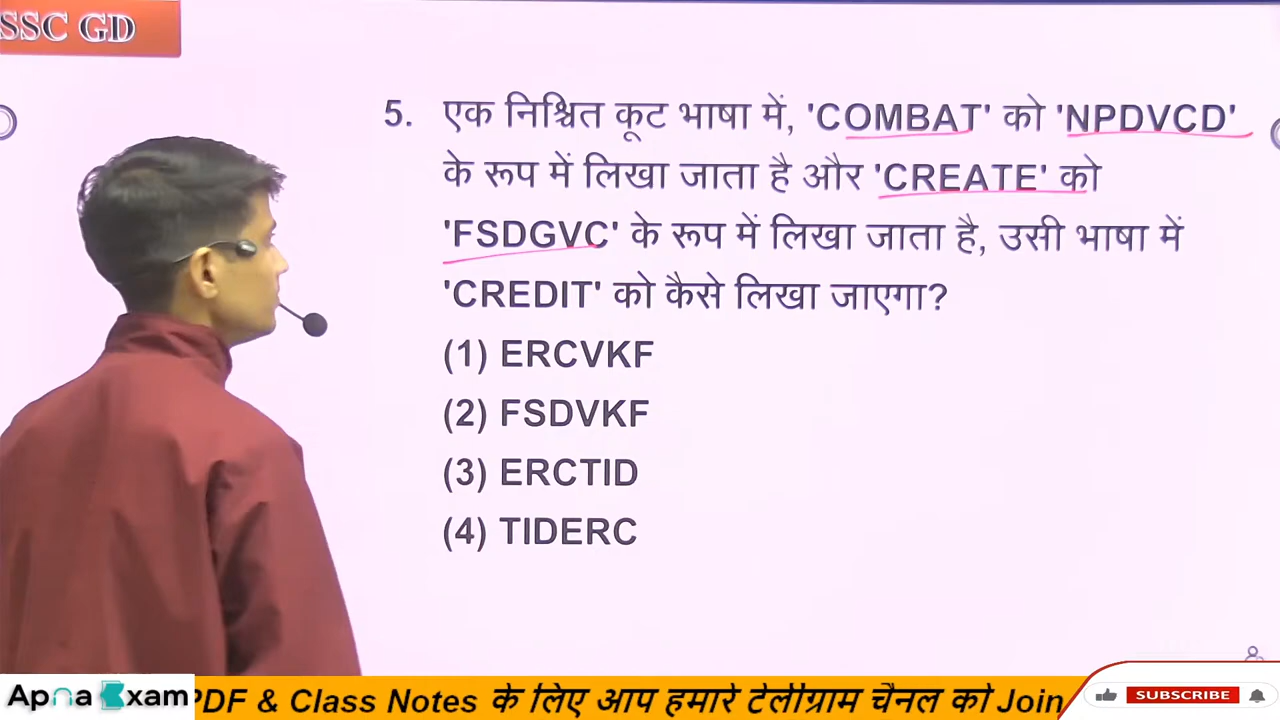 SSC GD
5. एक निश्चित कूट भाषा में, 'COMBAT' को 'NPDVCD'
के रूप में लिखा जाता है और 'CREATE' को
'FSDGVC' के रूप में लिखा जाता है, उसी भाषा में
'CREDIT' को कैसे लिखा जाएगा?
(1) ERCVKF
(2) FSDVKF
(3) ERCTID
(4) TIDERC
Apna Exam PDF & Class Notes के लिए आप हमारे टेलीग्राम चैनल को Join
SUBSCRIBE